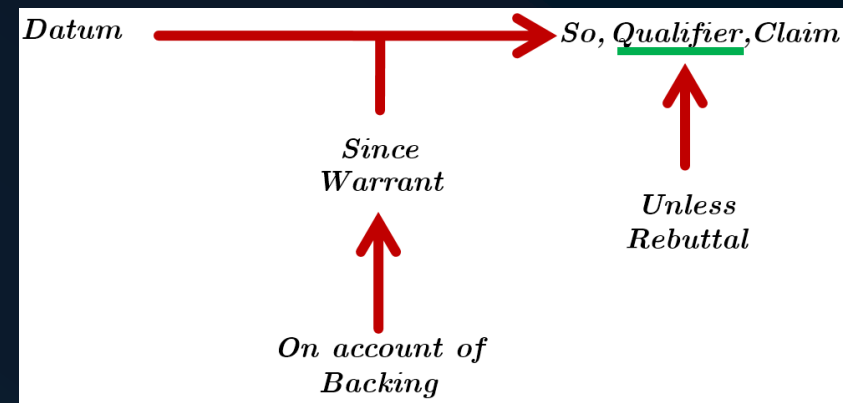 Datum
So, Qualifier,Claim
Since
Warrant
Unless
Rebuttal
On account of
Backing